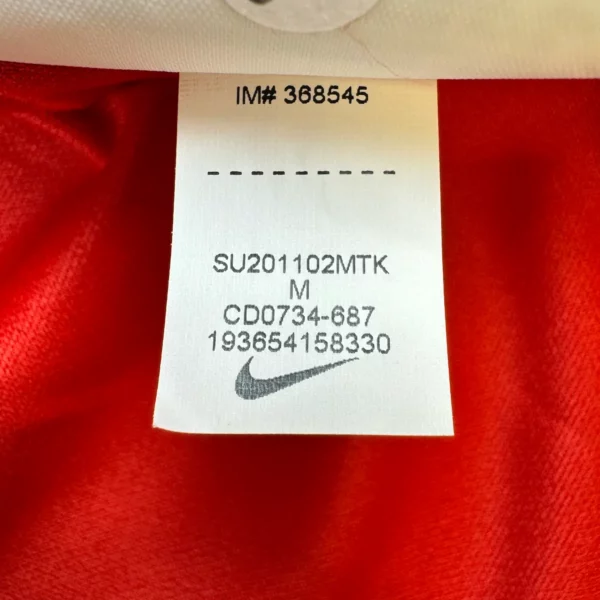 IM# 368545
---------
SU201102MTK
M
CD0734-687
193654158330